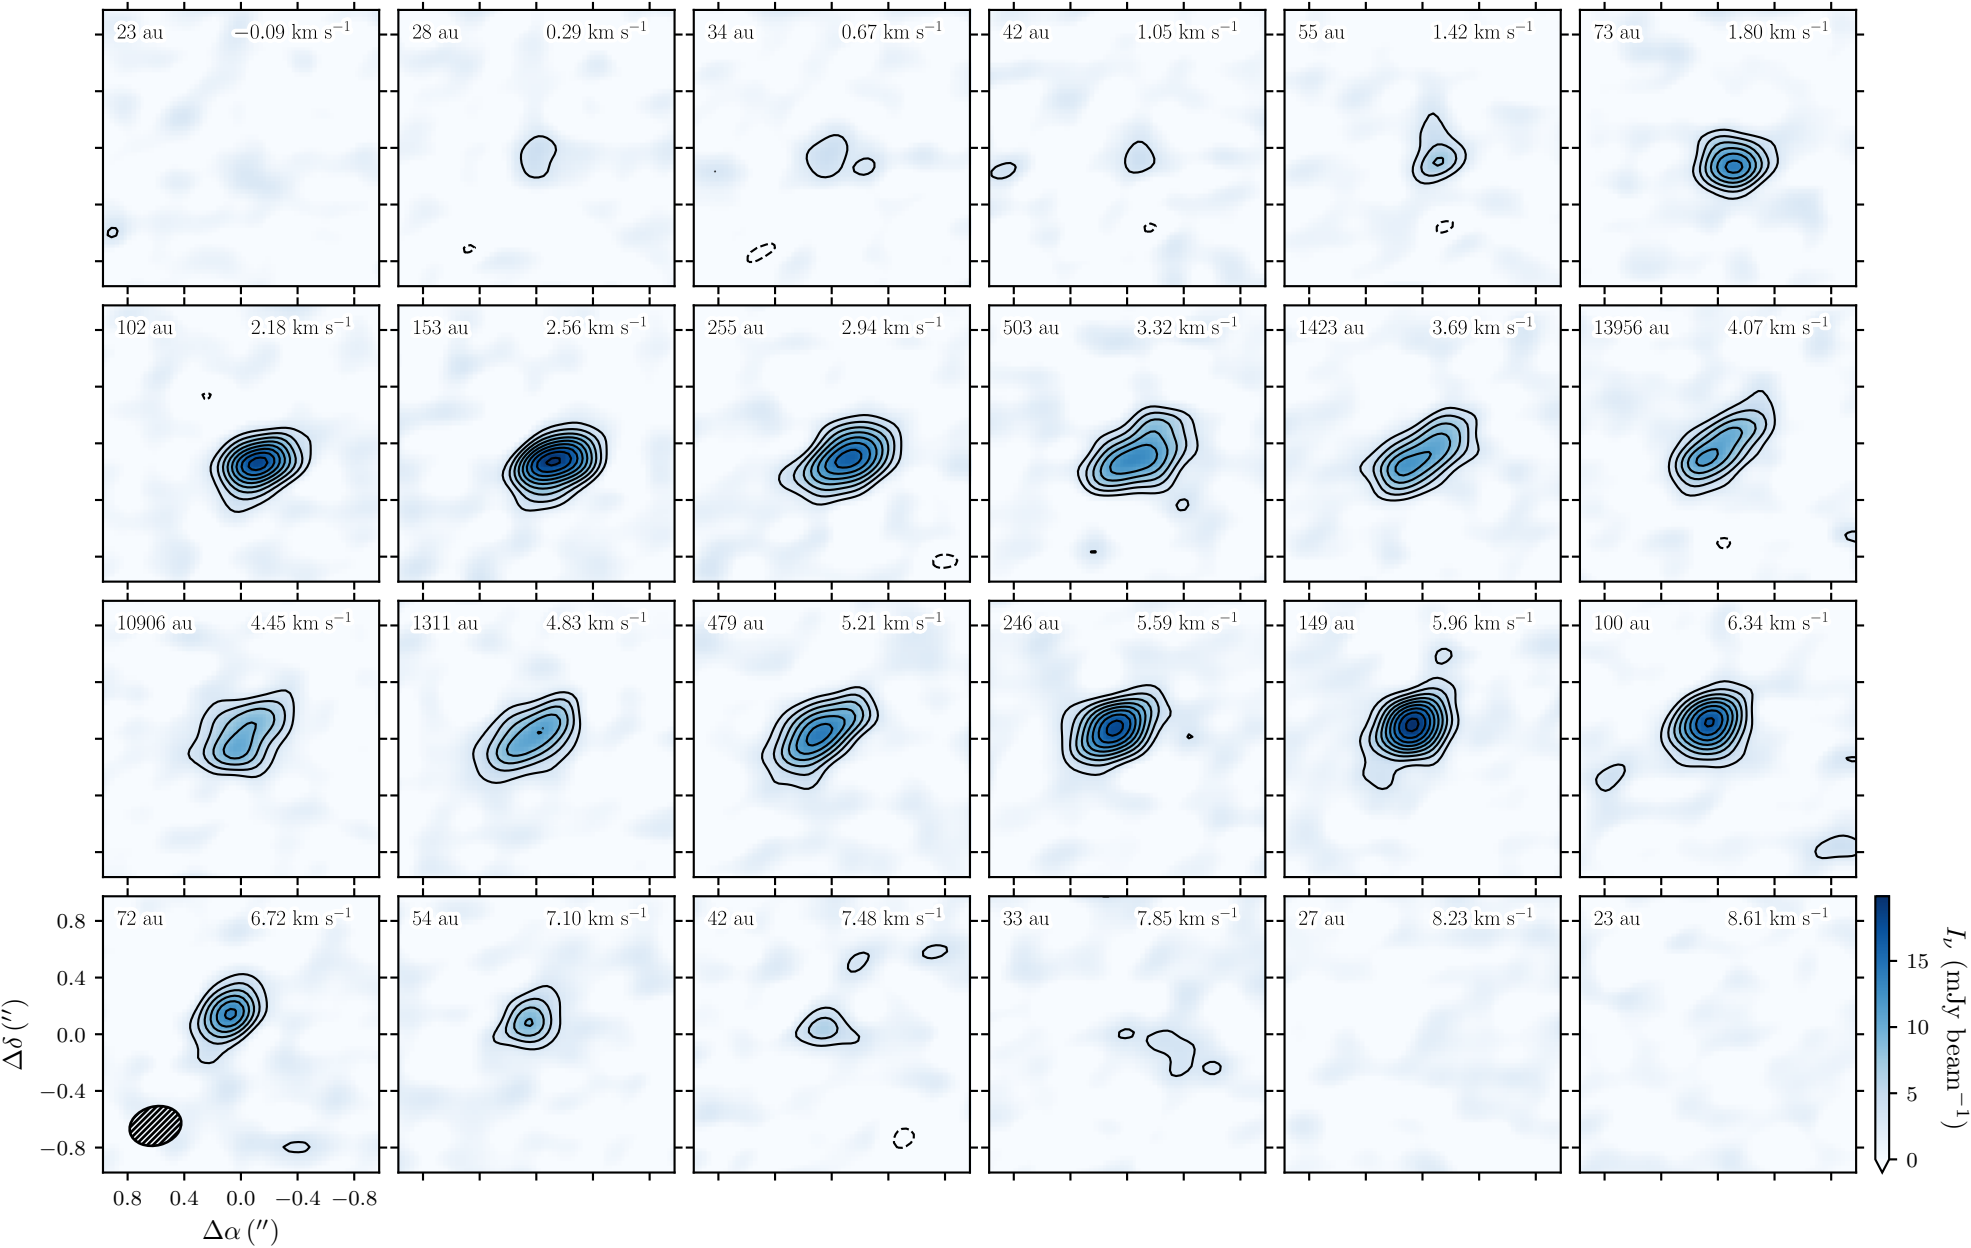 23 au −0.09 km s⁻¹
28 au 0.29 km s⁻¹
34 au 0.67 km s⁻¹
42 au 1.05 km s⁻¹
55 au 1.42 km s⁻¹
73 au 1.80 km s⁻¹
102 au 2.18 km s⁻¹
153 au 2.56 km s⁻¹
255 au 2.94 km s⁻¹
503 au 3.32 km s⁻¹
1423 au 3.69 km s⁻¹
13956 au 4.07 km s⁻¹
10906 au 4.45 km s⁻¹
1311 au 4.83 km s⁻¹
479 au 5.21 km s⁻¹
246 au 5.59 km s⁻¹
149 au 5.96 km s⁻¹
100 au 6.34 km s⁻¹
72 au 6.72 km s⁻¹
54 au 7.10 km s⁻¹
42 au 7.48 km s⁻¹
33 au 7.85 km s⁻¹
27 au 8.23 km s⁻¹
23 au 8.61 km s⁻¹
0.8
0.4
0.0
−0.4
−0.8
Δδ (″)
0.8 0.4 0.0 −0.4 −0.8
Δα (″)
15
10
5
0
Iν (mJy beam⁻¹)